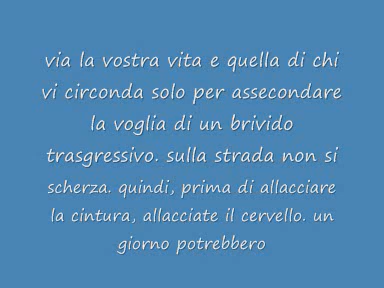 via la vostra vita e quella di chi
vi circonda solo per assecondare
la voglia di un brivido
trasgressivo. sulla strada non si
scherza. quindi, prima di allacciare
la cintura, allacciate il cervello. un
giorno potrebbero